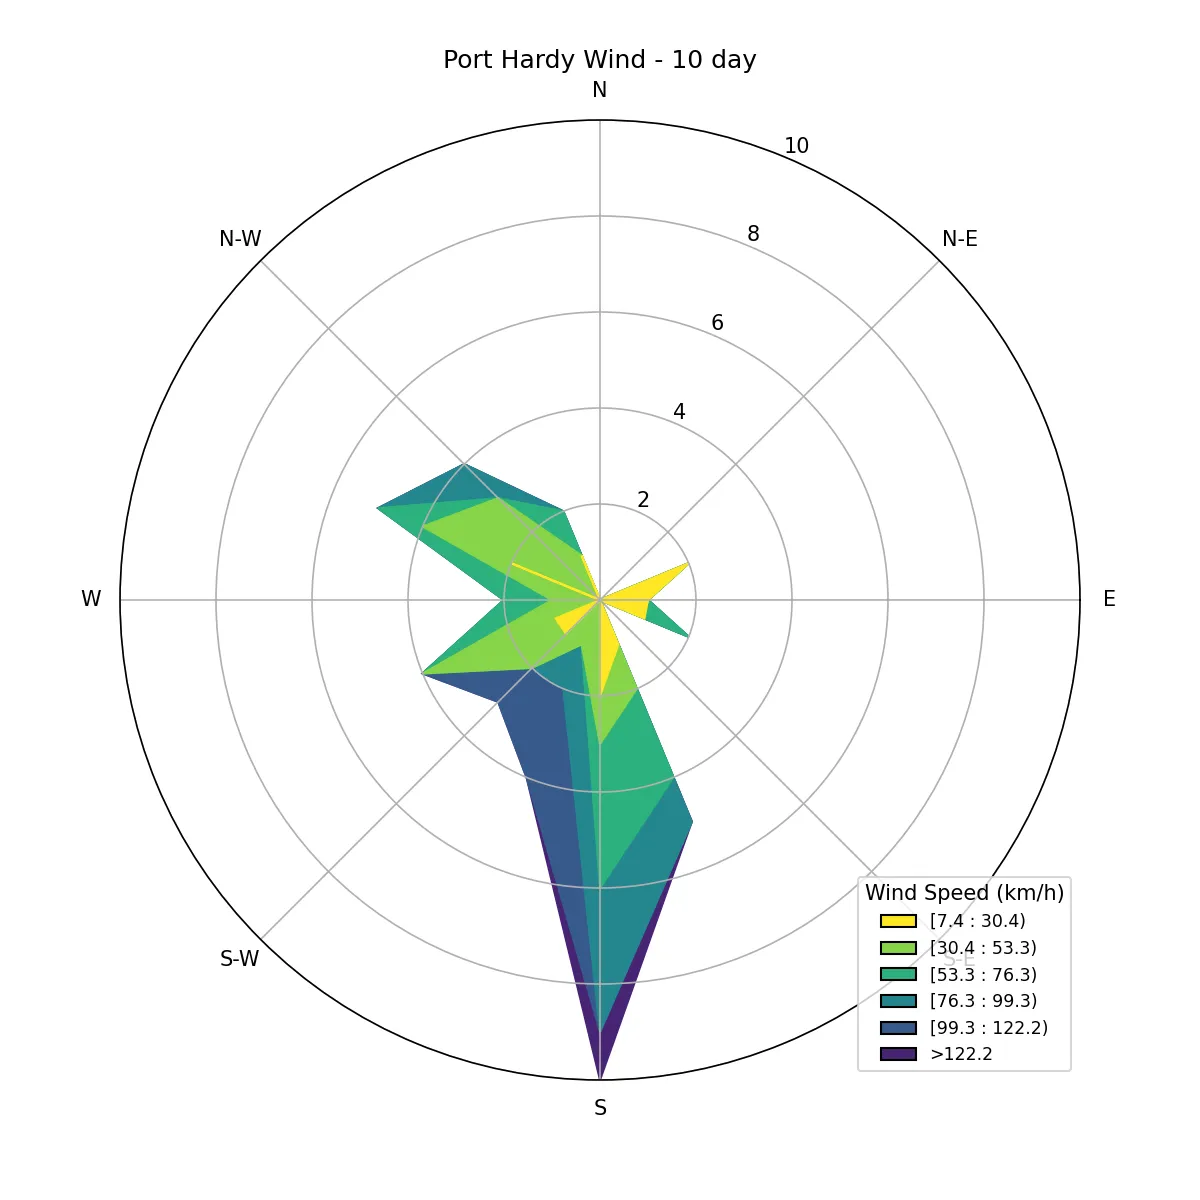 Port Hardy Wind - 10 day
N
10
N-W
N-E
8
6
4
2
W
E
Wind Speed (km/h)
[7.4 : 30.4)
[30.4 : 53.3)
S-W
S-E
[53.3 : 76.3)
[76.3 : 99.3)
[99.3 : 122.2)
>122.2
S